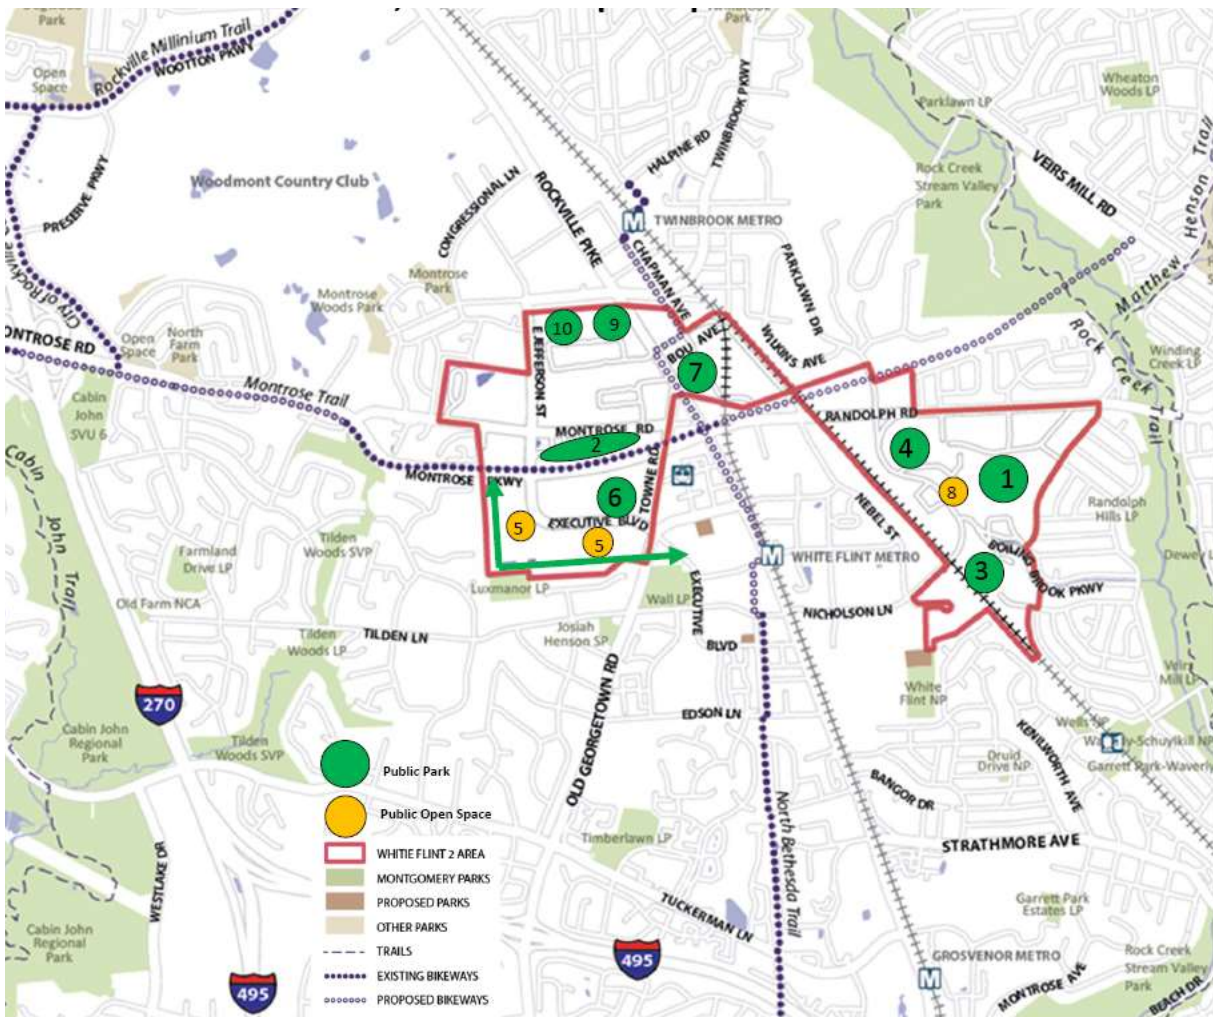 Park
Park
Rockville Millinium Trail
WOOTTON PKWY
Open
Space
Wheaton
Woods LP
Parklawn LP
HALPINE RD
TWINBROOK PKWY
VEIRS MILL RD
Henson Trail
Matthew
Rock Creek
Stream Valley
Park
Woodmont Country Club
PRESERVE PKWY
CONGRESSIONAL LN
ROCKVILLE PIKE
M
TWINBROOK METRO
CHAPMAN AVE
PARKLAWN DR
Montrose
Park
Montrose
Woods Park
City of Rockville
ONTROSE RD
Open
Space
North
Farm
Park
10
9
E JEFFERSON ST
BOU AVE
7
WILKINS AVE
Rock Creek
Trail
Winding
Creek LP
Montrose Trail
Cabin
John
SVU 6
MONTROSE RD
2
RANDOLPH RD
4
1
8
MONTROSE PKWY
6
TOWNE RD
5
EXECUTIVE BLVD
5
NEBEL ST
Randolph
Hills LP
Cabin
John
Trail
Tilden
Woods SVP
Farmland
Drive LP
Old Farm NCA
Luxmanor LP
Wall LP
M
WHITE FLINT METRO
BOILING BROOK PKWY
3
NICHOLSON LN
EXECUTIVE
BLVD
Josiah
Henson SP
TILDEN LN
Tilden
Woods LP
OLD GEORGETOWN RD
EDSON LN
White
Flint NP
Mill LP
Wells NP
Garrett Park-Waverly
KENILWORTH AVE
Druid
Drive NP
BANGOR DR
270
Cabin John
Regional
Park
Tilden
Woods SVP
Public Park
Public Open Space
WHITIE FLINT 2 AREA
MONTGOMERY PARKS
PROPOSED PARKS
OTHER PARKS
TRAILS
EXISTING BIKEWAYS
PROPOSED BIKEWAYS
Timberlawn LP
North Bethesda Trail
STRATHMORE AVE
Garrett Park
Estates LP
WESTLAKE DR
TUCKERMAN LN
Cabin John
Regional
Park
495
495
GROSVENOR METRO
M
MONTROSE AVE
Rock Creek
Stream Valley
Park
BEACH DR